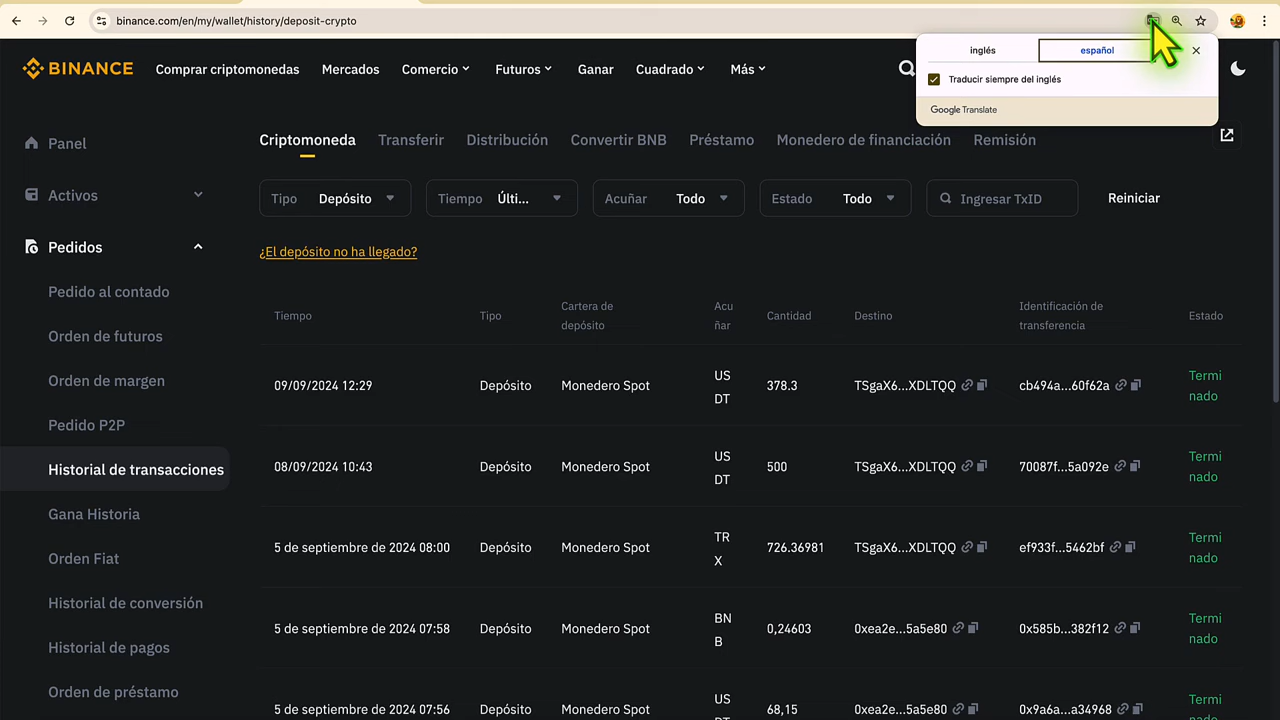 binance.com/en/my/wallet/history/deposit-crypto
inglés español
Traducir siempre del inglés
Google Translate
BINANCE Comprar criptomonedas Mercados Comercio Futuros Ganar Cuadrado Más
Panel
Activos
Pedidos
Pedido al contado
Orden de futuros
Orden de margen
Pedido P2P
Historial de transacciones
Gana Historia
Orden Fiat
Historial de conversión
Historial de pagos
Orden de préstamo
Criptomoneda Transferir Distribución Convertir BNB Préstamo Monedero de financiación Remisión
Tipo Depósito Tiempo Últi... Acuñar Todo Estado Todo Ingresar TxID Reiniciar
¿El depósito no ha llegado?
Tiempo Tipo Cartera de depósito Acuñar Cantidad Destino Identificación de transferencia Estado
09/09/2024 12:29 Depósito Monedero Spot USDT 378.3 TSgaX6...XDLTQQ cb494a...60f62a Terminado
08/09/2024 10:43 Depósito Monedero Spot USDT 500 TSgaX6...XDLTQQ 70087f...5a092e Terminado
5 de septiembre de 2024 08:00 Depósito Monedero Spot TRX 726.36981 TSgaX6...XDLTQQ ef933f...5462bf Terminado
5 de septiembre de 2024 07:58 Depósito Monedero Spot BNB 0,24603 0xea2e...5a5e80 0x585b...382f12 Terminado
5 de septiembre de 2024 07:56 Depósito Monedero Spot US 68,15 0xea2e...5a5e80 0x9a6a...a34968 Termi